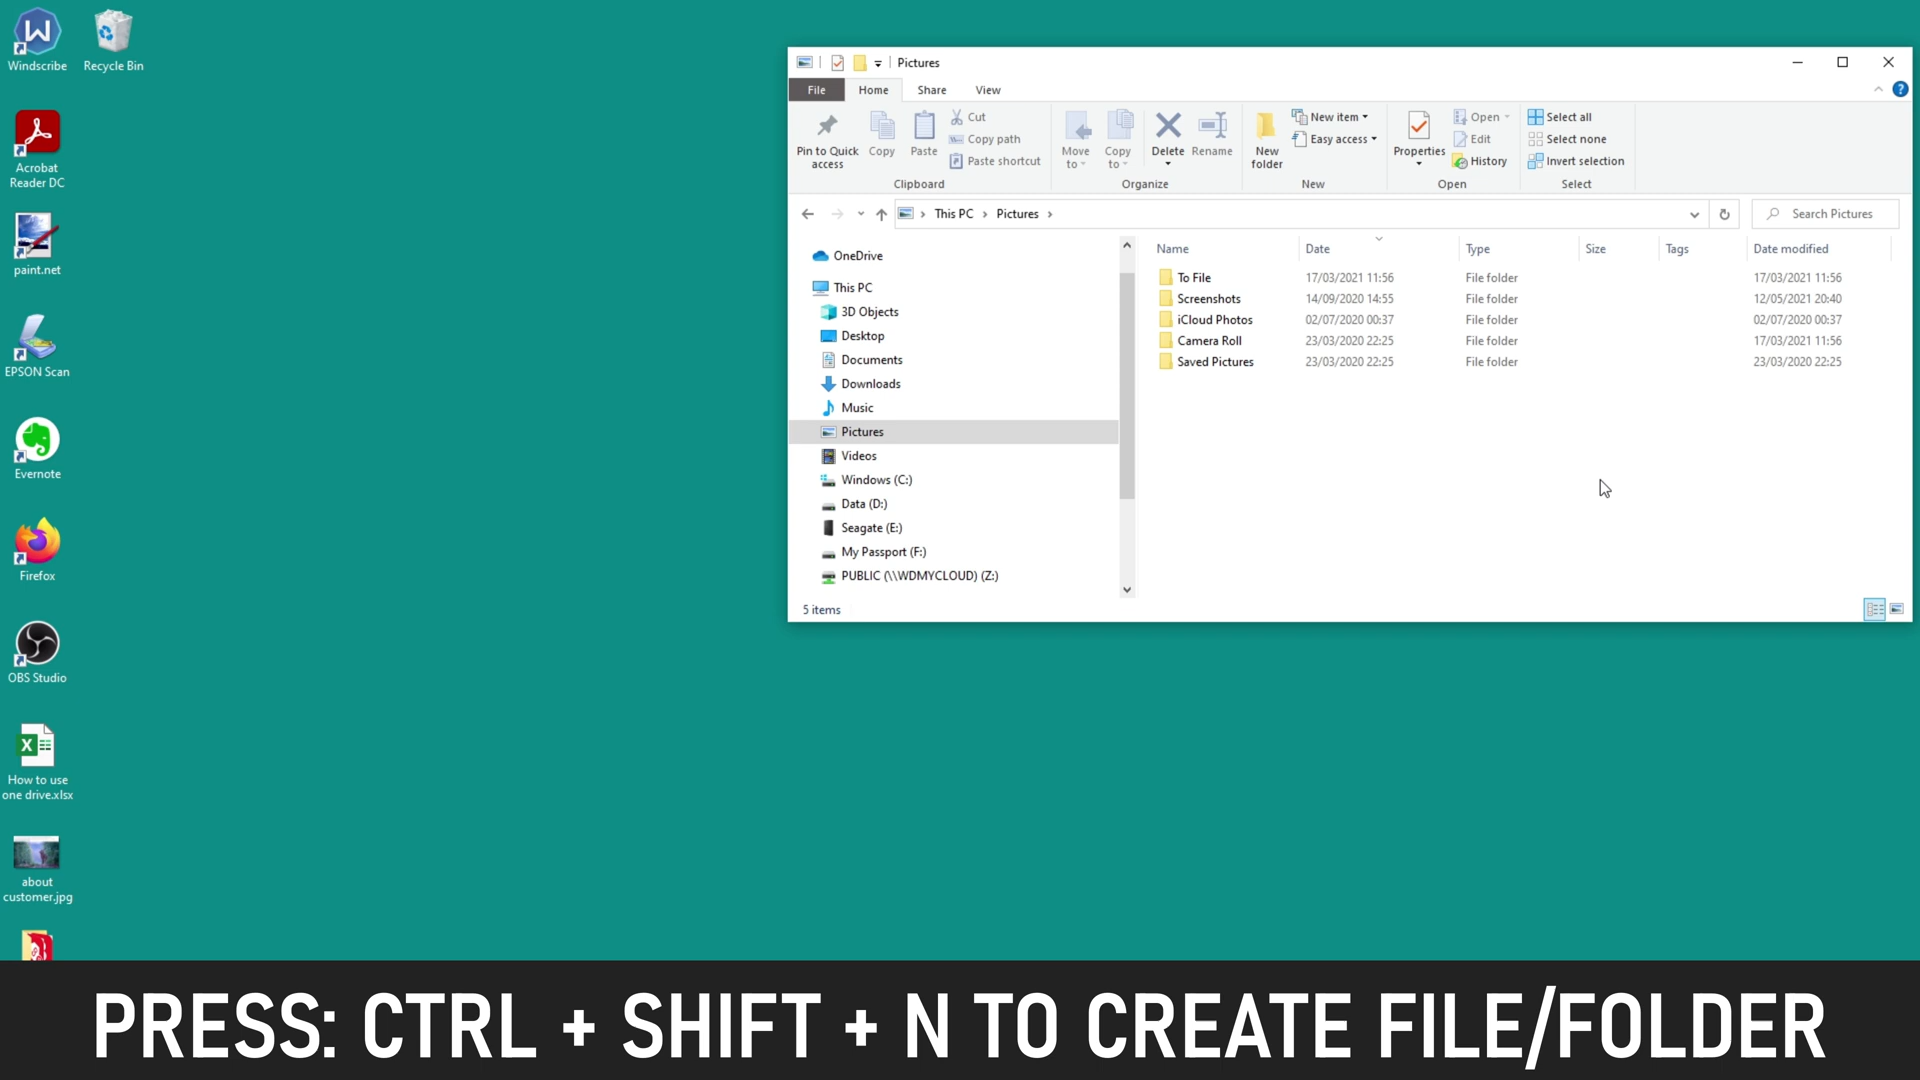 Windscribe
Recycle Bin
Acrobat
Reader DC
paint.net
EPSON Scan
Evernote
Firefox
OBS Studio
How to use
one drive.xlsx
about
customer.jpg
Pictures
File Home Share View
Pin to Quick
access
Copy
Paste
Cut
Copy path
Paste shortcut
Clipboard
Move
to
Copy
to
Delete
Rename
Organize
New
folder
New item
Easy access
New
Properties
Open
Edit
History
Open
Select all
Select none
Invert selection
Select
This PC > Pictures >
Search Pictures
OneDrive
This PC
3D Objects
Desktop
Documents
Downloads
Music
Pictures
Videos
Windows (C:)
Data (D:)
Seagate (E:)
My Passport (F:)
PUBLIC (\\WDMYCLOUD) (Z:)
Name Date Type Size Tags Date modified
To File 17/03/2021 11:56 File folder 17/03/2021 11:56
Screenshots 14/09/2020 14:55 File folder 12/05/2021 20:40
iCloud Photos 02/07/2020 00:37 File folder 02/07/2020 00:37
Camera Roll 23/03/2020 22:25 File folder 17/03/2021 11:56
Saved Pictures 23/03/2020 22:25 File folder 23/03/2020 22:25
5 items
PRESS: CTRL + SHIFT + N TO CREATE FILE/FOLDER